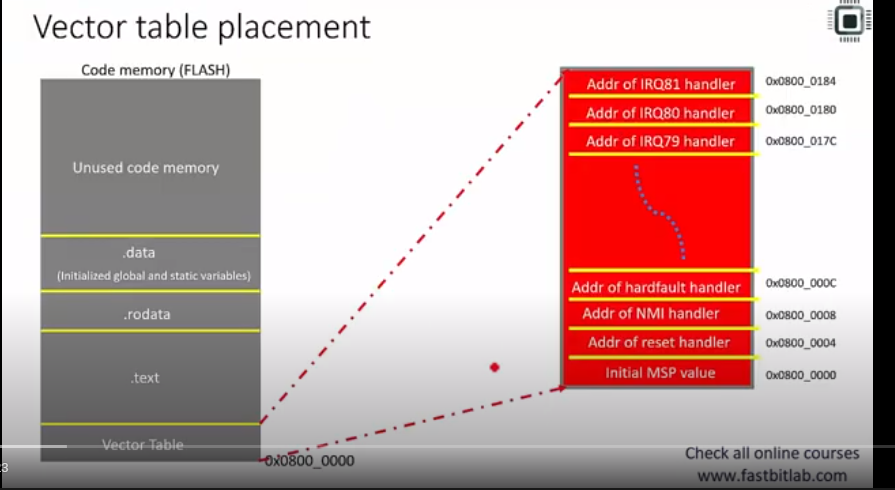 Vector table placement
Code memory (FLASH)
Unused code memory
.data
(Initialized global and static variables)
.rodata
.text
Vector Table
0x0800_0000
Addr of IRQ81 handler 0x0800_0184
Addr of IRQ80 handler 0x0800_0180
Addr of IRQ79 handler 0x0800_017C
Addr of hardfault handler 0x0800_000C
Addr of NMI handler 0x0800_0008
Addr of reset handler 0x0800_0004
Initial MSP value 0x0800_0000
Check all online courses
www.fastbitlab.com